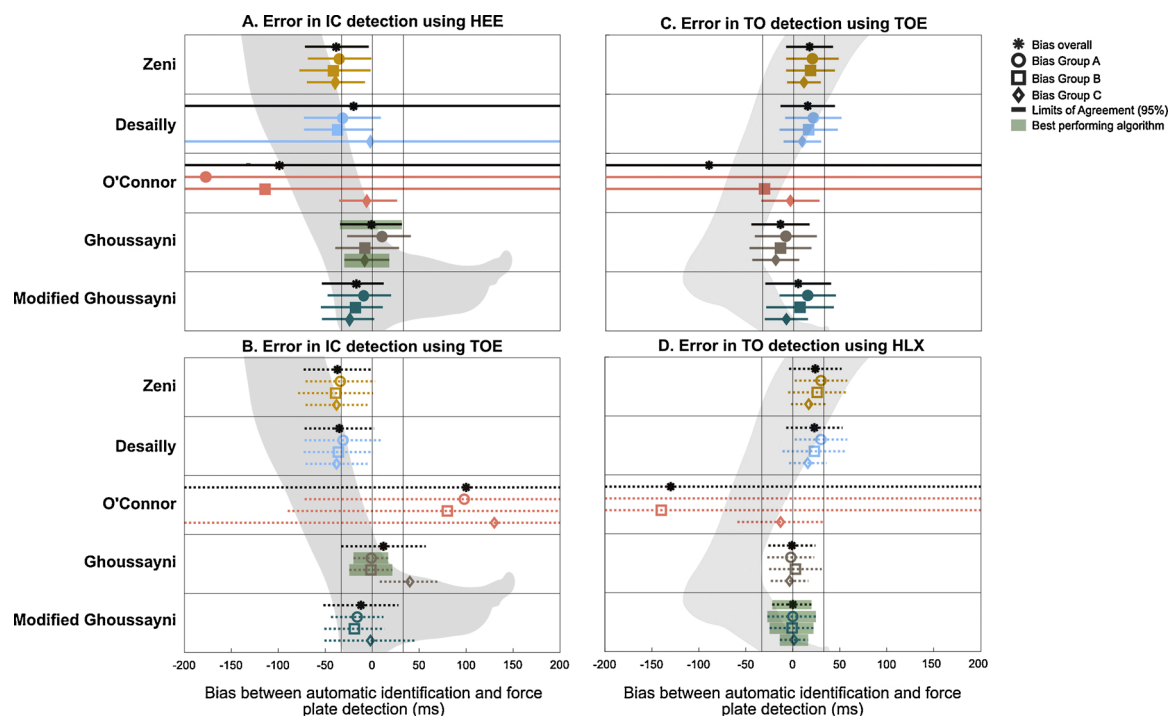 A. Error in IC detection using HEE
C. Error in TO detection using TOE
Zeni
Desailly
O'Connor
Ghoussayni
Modified Ghoussayni
Bias overall
Bias Group A
Bias Group B
Bias Group C
Limits of Agreement (95%)
Best performing algorithm
B. Error in IC detection using TOE
D. Error in TO detection using HLX
Zeni
Desailly
O'Connor
Ghoussayni
Modified Ghoussayni
-200 -150 -100 -50 0 50 100 150 200
-200 -150 -100 -50 0 50 100 150 200
Bias between automatic identification and force
plate detection (ms)
Bias between automatic identification and force
plate detection (ms)